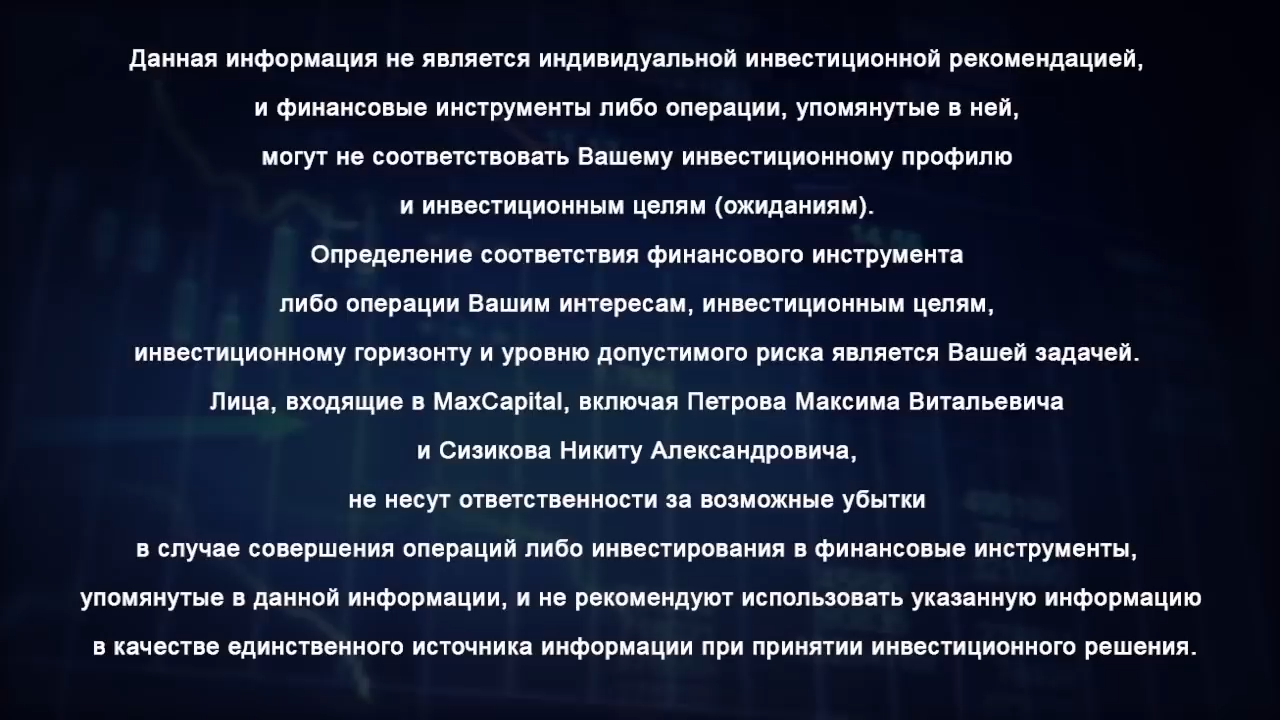 Данная информация не является индивидуальной инвестиционной рекомендацией,
и финансовые инструменты либо операции, упомянутые в ней,
могут не соответствовать Вашему инвестиционному профилю
и инвестиционным целям (ожиданиям).
Определение соответствия финансового инструмента
либо операции Вашим интересам, инвестиционным целям,
инвестиционному горизонту и уровню допустимого риска является Вашей задачей.
Лица, входящие в MaxCapital, включая Петрова Максима Витальевича
и Сизикова Никиту Александровича,
не несут ответственности за возможные убытки
в случае совершения операций либо инвестирования в финансовые инструменты,
упомянутые в данной информации, и не рекомендуют использовать указанную информацию
в качестве единственного источника информации при принятии инвестиционного решения.